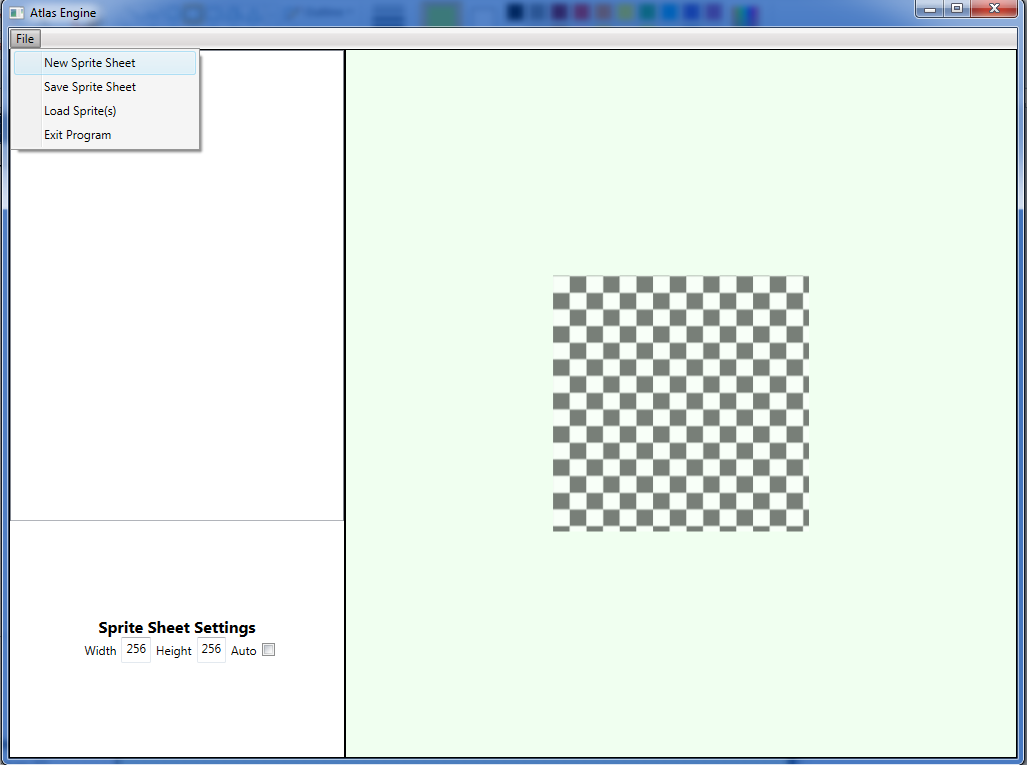 Atlas Engine
File
New Sprite Sheet
Save Sprite Sheet
Load Sprite(s)
Exit Program
Sprite Sheet Settings
Width 256 Height 256 Auto